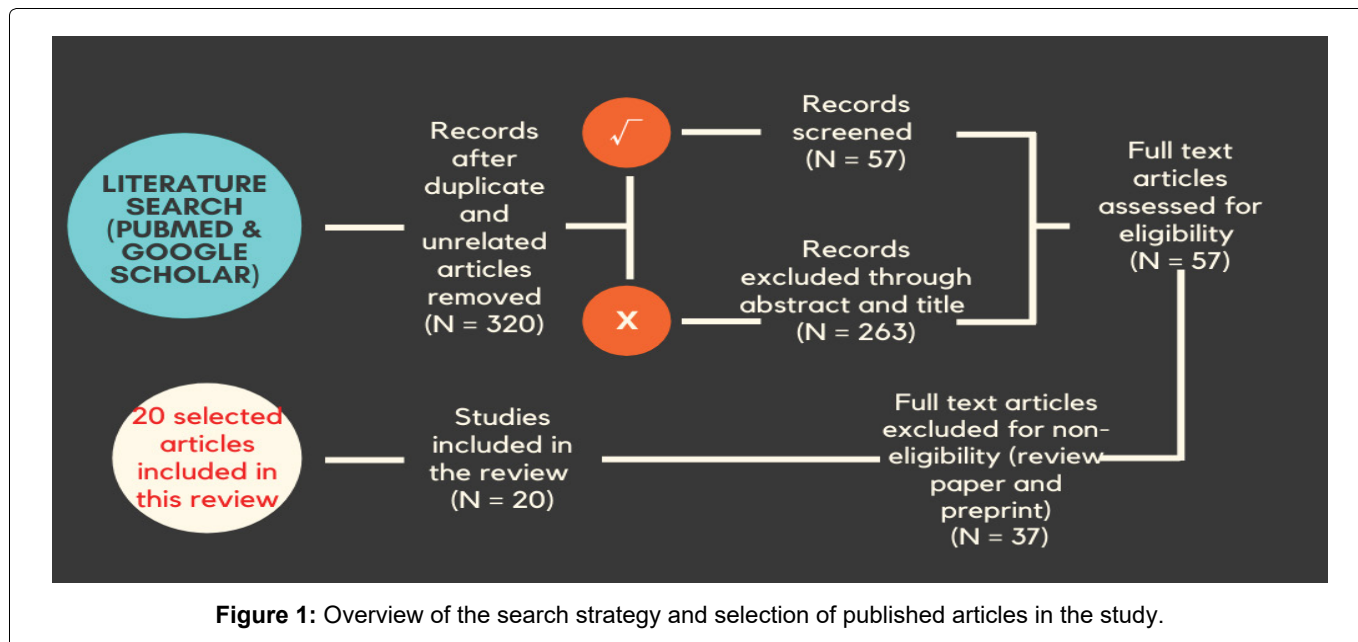 LITERATURE
SEARCH
(PUBMED &
GOOGLE
SCHOLAR)
Records
after
duplicate
and
unrelated
articles
removed
(N = 320)
√
Records
screened
(N = 57)
X
Records
excluded through
abstract and title
(N = 263)
Full text
articles
assessed for
eligibility
(N = 57)
Full text articles
excluded for non-
eligibility (review
paper and
preprint)
(N = 37)
Studies
included in
the review
(N = 20)
20 selected
articles
included in
this review
Figure 1: Overview of the search strategy and selection of published articles in the study.